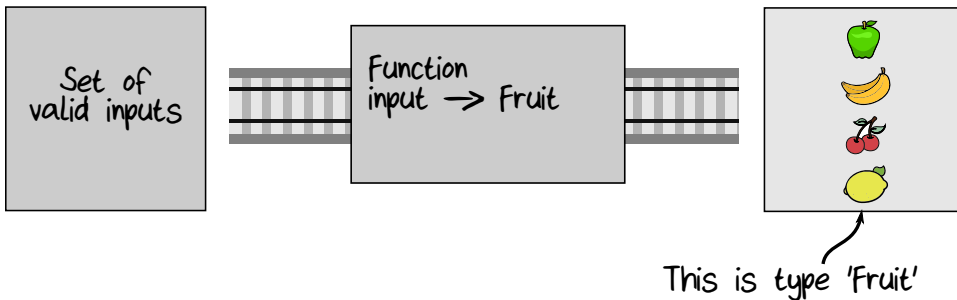 Set of
valid inputs
Function
input → Fruit
This is type 'Fruit'